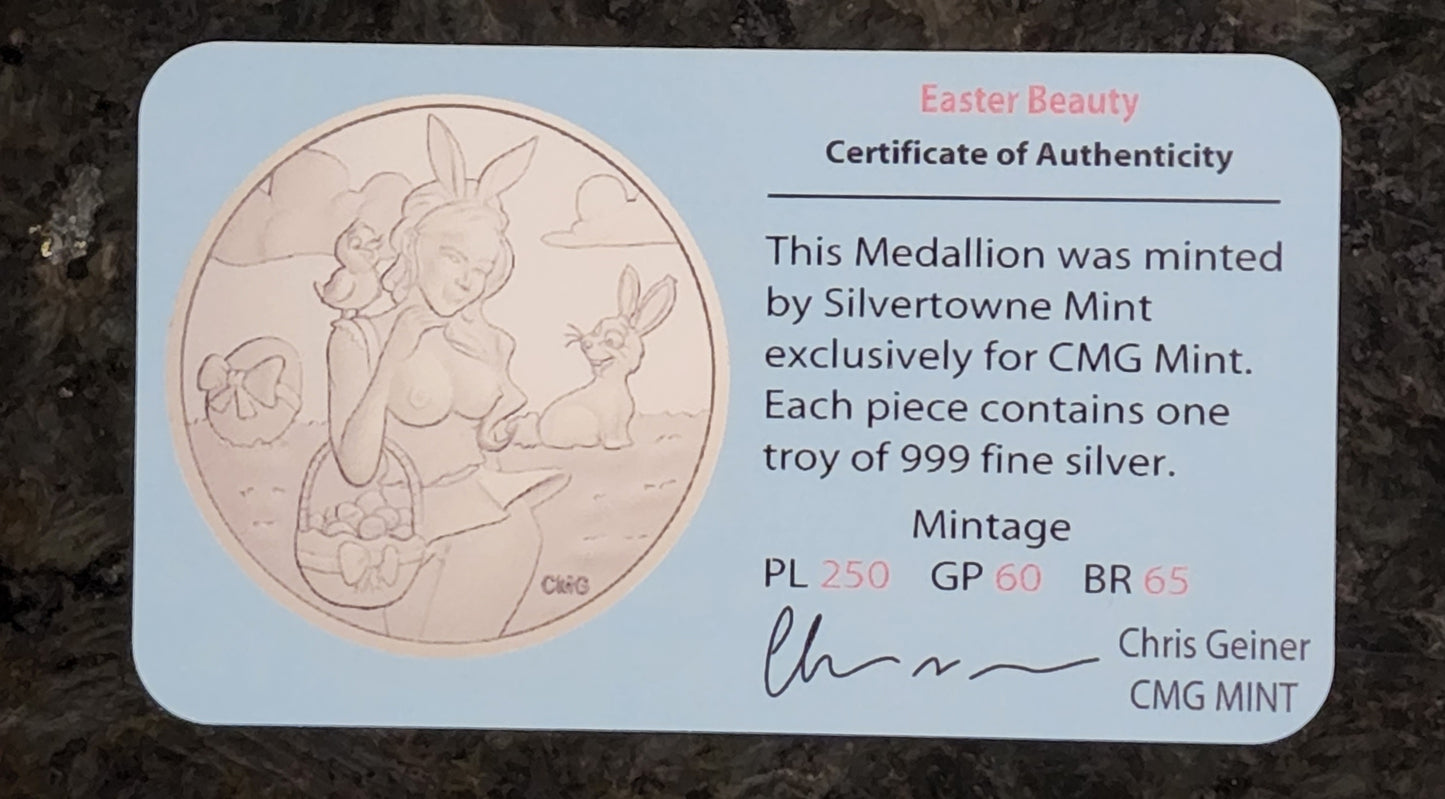 Easter Beauty
Certificate of Authenticity
This Medallion was minted
by Silvertowne Mint
exclusively for CMG Mint.
Each piece contains one
troy of 999 fine silver.
Mintage
PL 250 GP 60 BR 65
Chris Geiner
CMG MINT
CMG